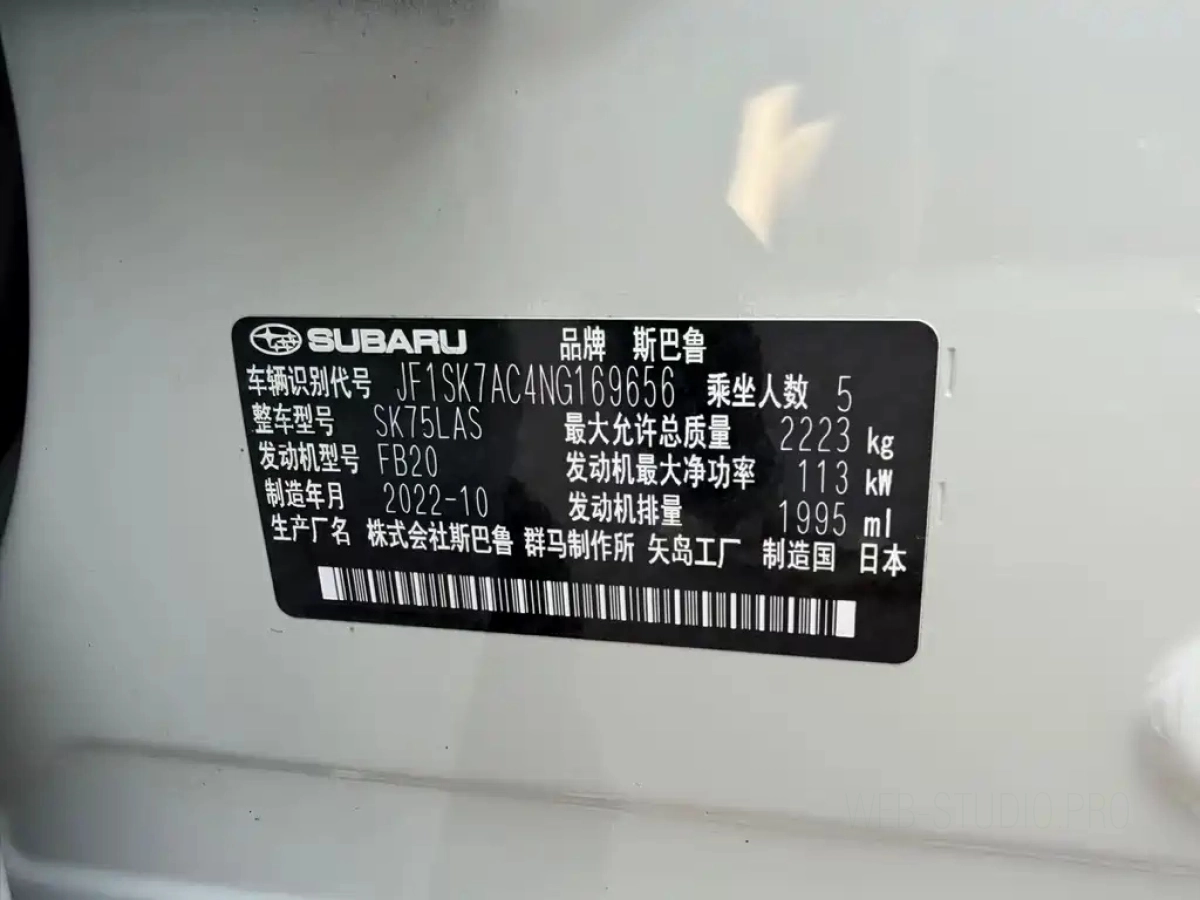 SUBARU 品牌 斯巴鲁
车辆识别代号 JF1SK7AC4NG169656 乘坐人数 5
整车型号 SK75LAS 最大允许总质量 2223 kg
发动机型号 FB20 发动机最大净功率 113 kW
制造年月 2022-10 发动机排量 1995 ml
生产厂名 株式会社斯巴鲁 群马制作所 矢岛工厂 制造国 日本
WEB-STUDIO.PRO